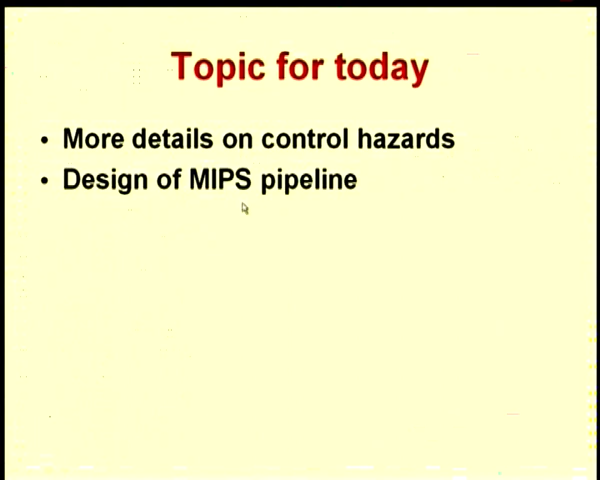 Topic for today
• More details on control hazards
• Design of MIPS pipeline